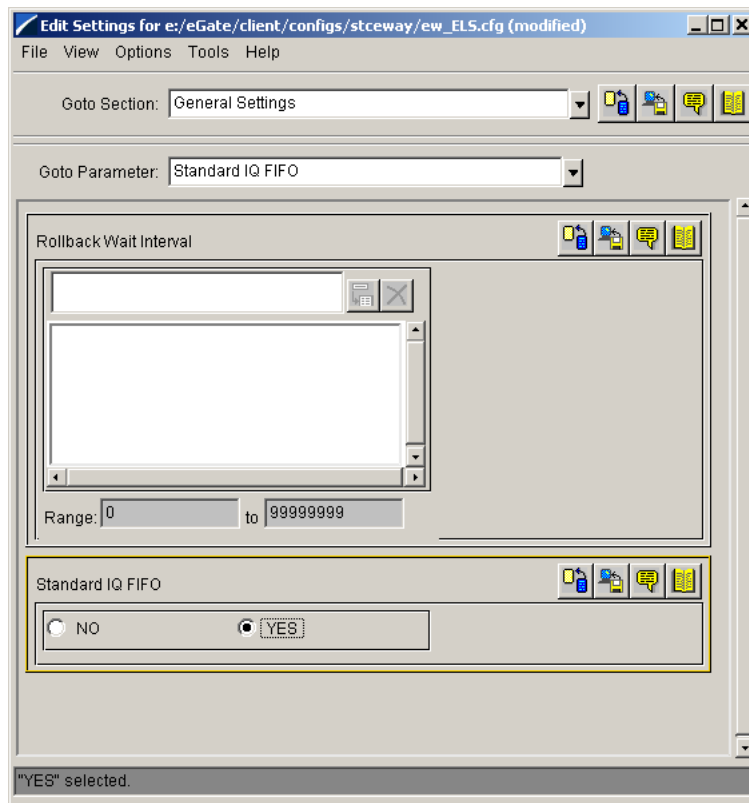 Edit Settings for e:/eGate/client/configs/stceway/ew_ELS.cfg (modified)
File View Options Tools Help
Goto Section: General Settings
Goto Parameter: Standard IQ FIFO
Rollback Wait Interval
Range: 0 to 99999999
Standard IQ FIFO
NO YES
"YES" selected.